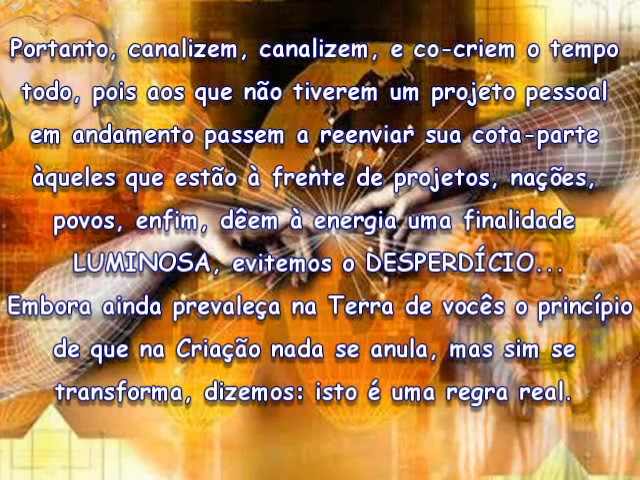 Portanto, canalizem, canalizem, e co-criem o tempo
todo, pois aos que não tiverem um projeto pessoal
em andamento passem a reenviar sua cota-parte
àqueles que estão à frente de projetos, nações,
povos, enfim, dêem à energia uma finalidade
LUMINOSA, evitemos o DESPERDÍCIO...
Embora ainda prevaleça na Terra de vocês o princípio
de que na Criação nada se anula, mas sim se
transforma, dizemos: isto é uma regra real.